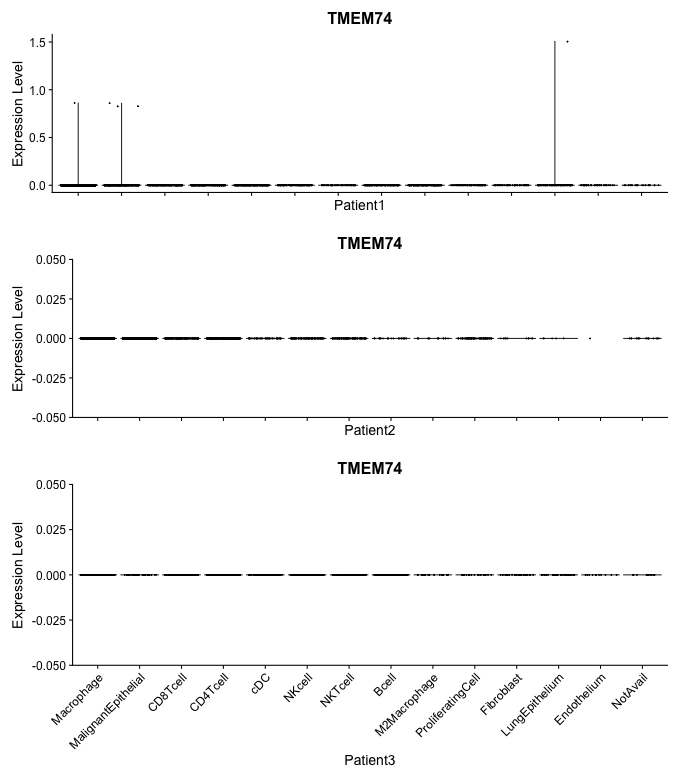 TMEM74
Expression Level
1.5
1.0
0.5
0.0
Patient1
TMEM74
Expression Level
0.050
0.025
0.000
-0.025
-0.050
Patient2
TMEM74
Expression Level
0.050
0.025
0.000
-0.025
-0.050
Macrophage
MalignantEpithelial
CD8Tcell
CD4Tcell
cDC
NKcell
NKTcell
Bcell
M2Macrophage
ProliferatingCell
Fibroblast
LungEpithelium
Endothelium
NotAvail
Patient3